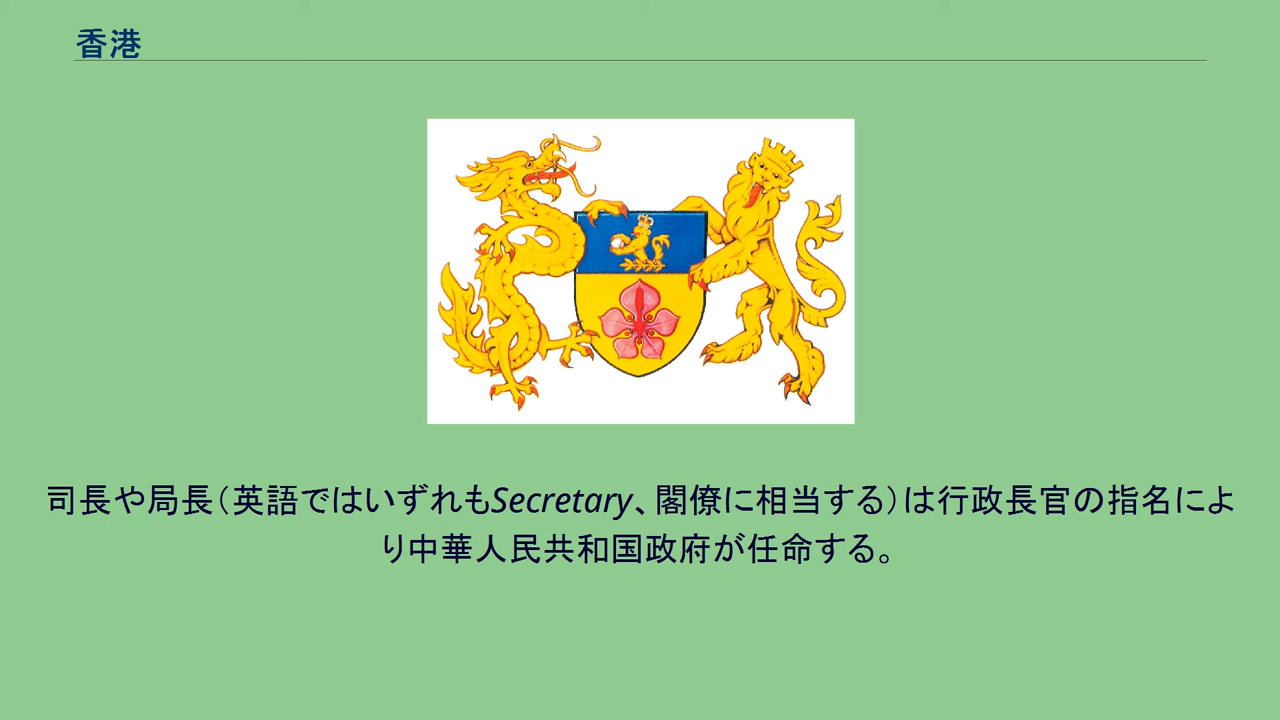 香港
司長や局長（英語ではいずれもSecretary、閣僚に相当する）は行政長官の指名によ
り中華人民共和国政府が任命する。